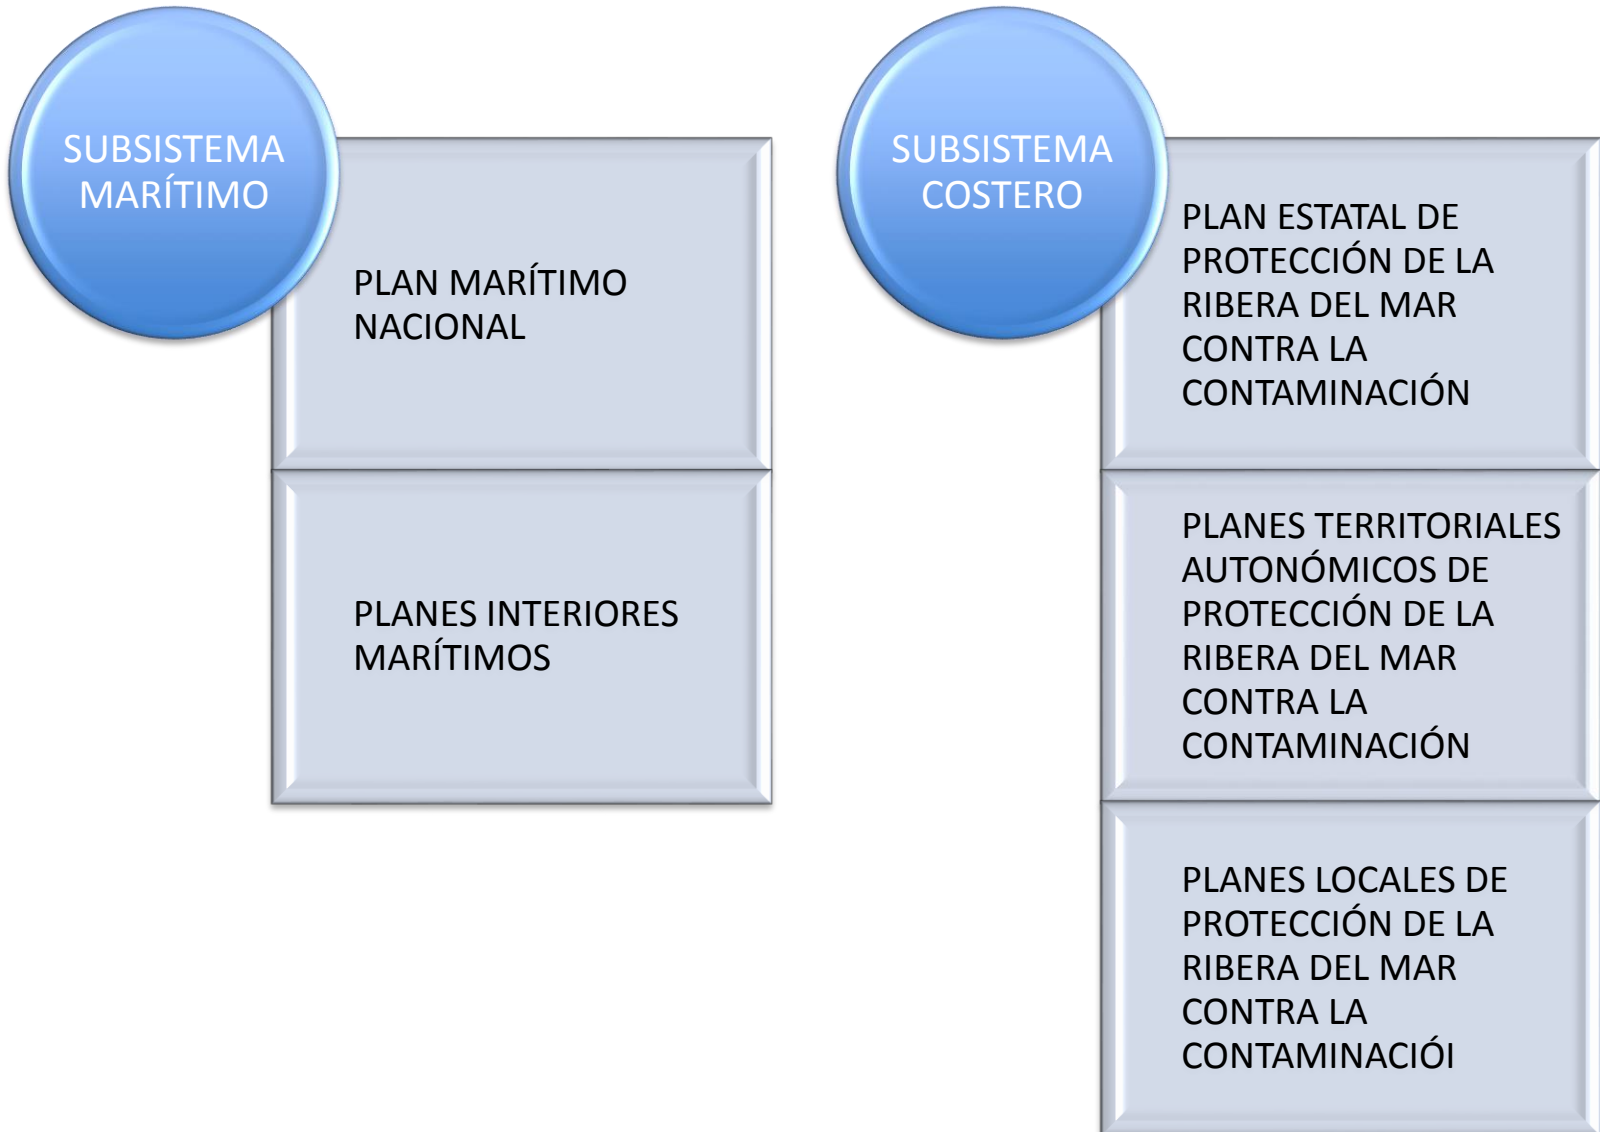 SUBSISTEMA
MARÍTIMO
PLAN MARÍTIMO
NACIONAL
PLANES INTERIORES
MARÍTIMOS
SUBSISTEMA
COSTERO
PLAN ESTATAL DE
PROTECCIÓN DE LA
RIBERA DEL MAR
CONTRA LA
CONTAMINACIÓN
PLANES TERRITORIALES
AUTONÓMICOS DE
PROTECCIÓN DE LA
RIBERA DEL MAR
CONTRA LA
CONTAMINACIÓN
PLANES LOCALES DE
PROTECCIÓN DE LA
RIBERA DEL MAR
CONTRA LA
CONTAMINACIÓI